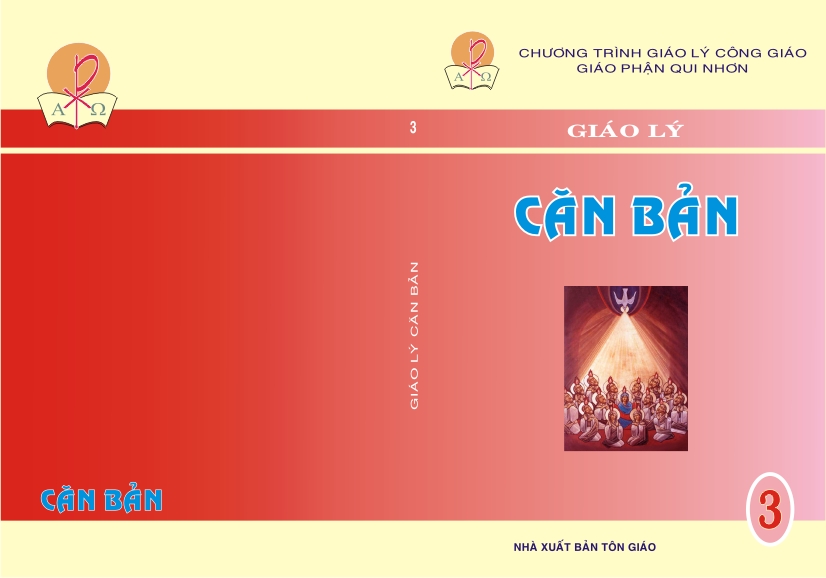 Α Ω
CĂN BẢN
3
GIÁO LÝ CĂN BẢN
Α Ω
CHƯƠNG TRÌNH GIÁO LÝ CÔNG GIÁO
GIÁO PHẬN QUI NHƠN
GIÁO LÝ
CĂN BẢN
3
NHÀ XUẤT BẢN TÔN GIÁO